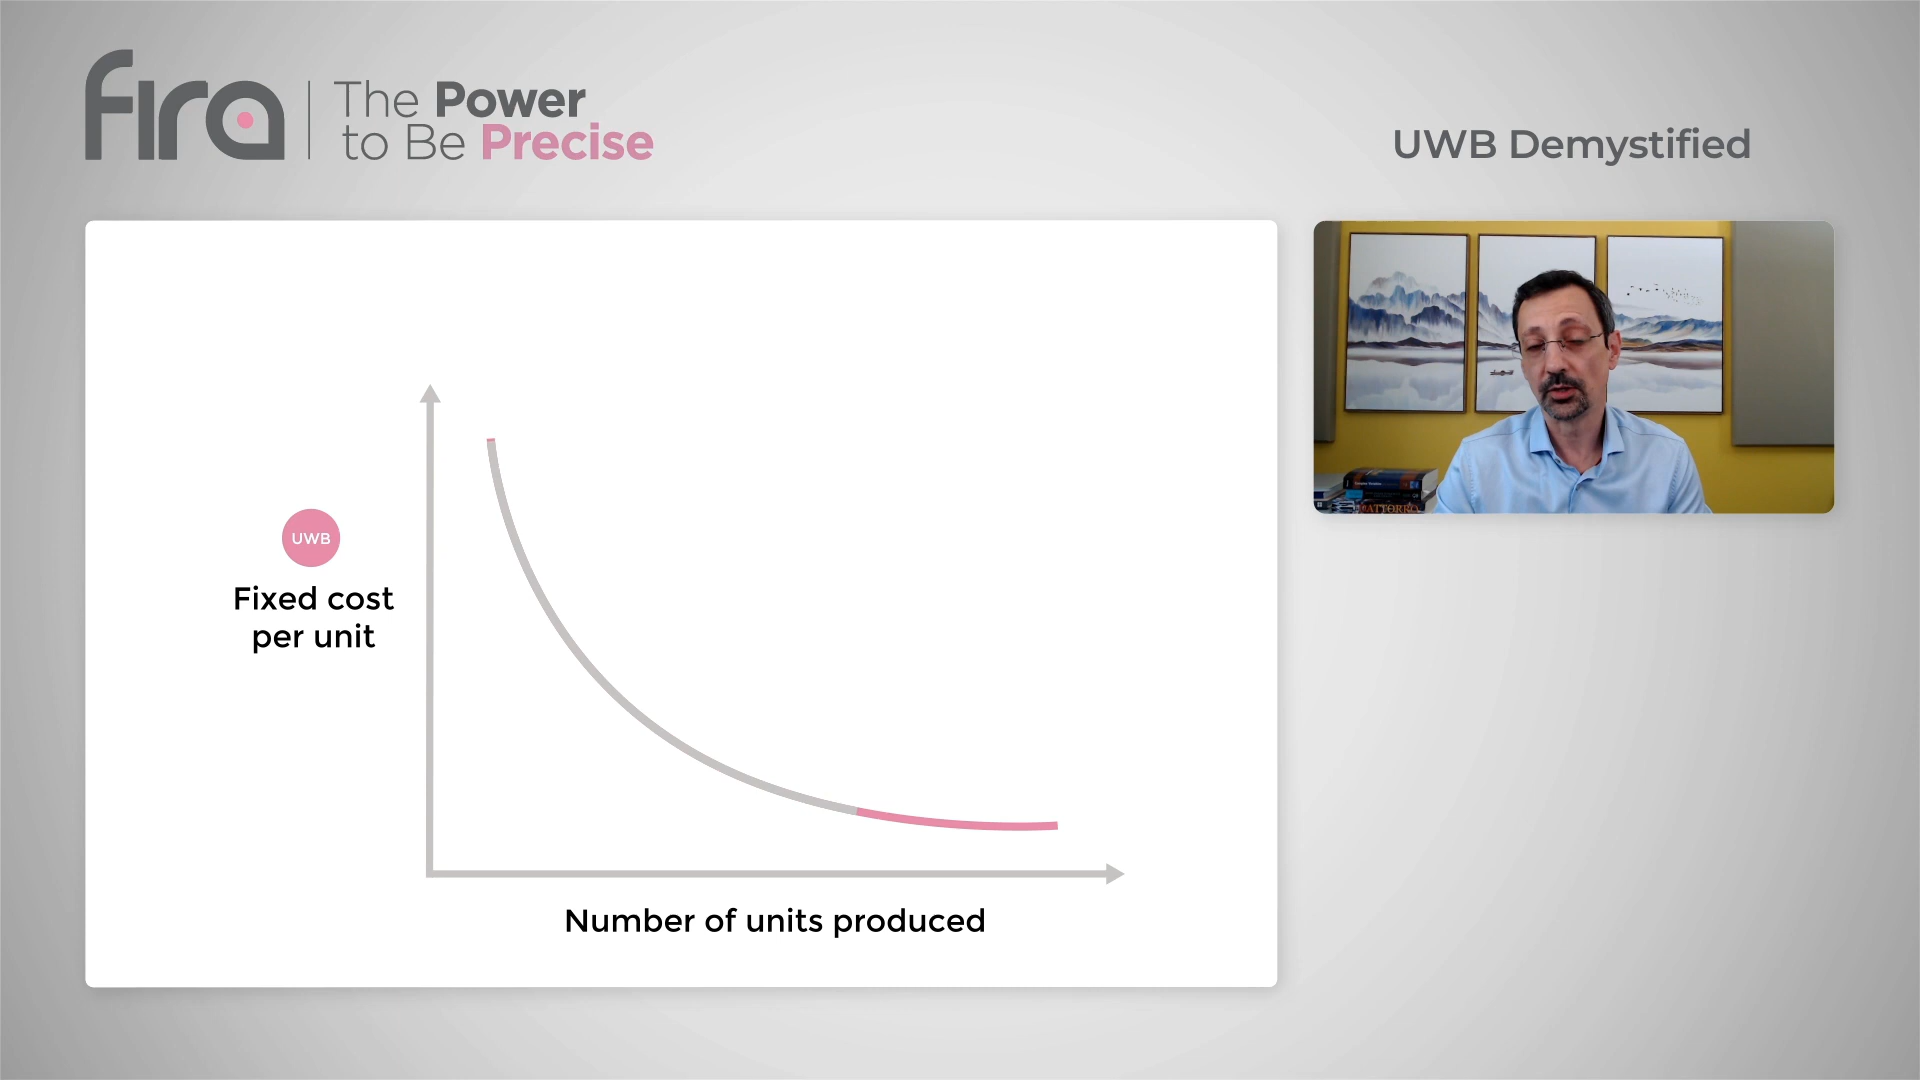 fira
The Power
to Be Precise
UWB Demystified
UWB
Fixed cost
per unit
Number of units produced